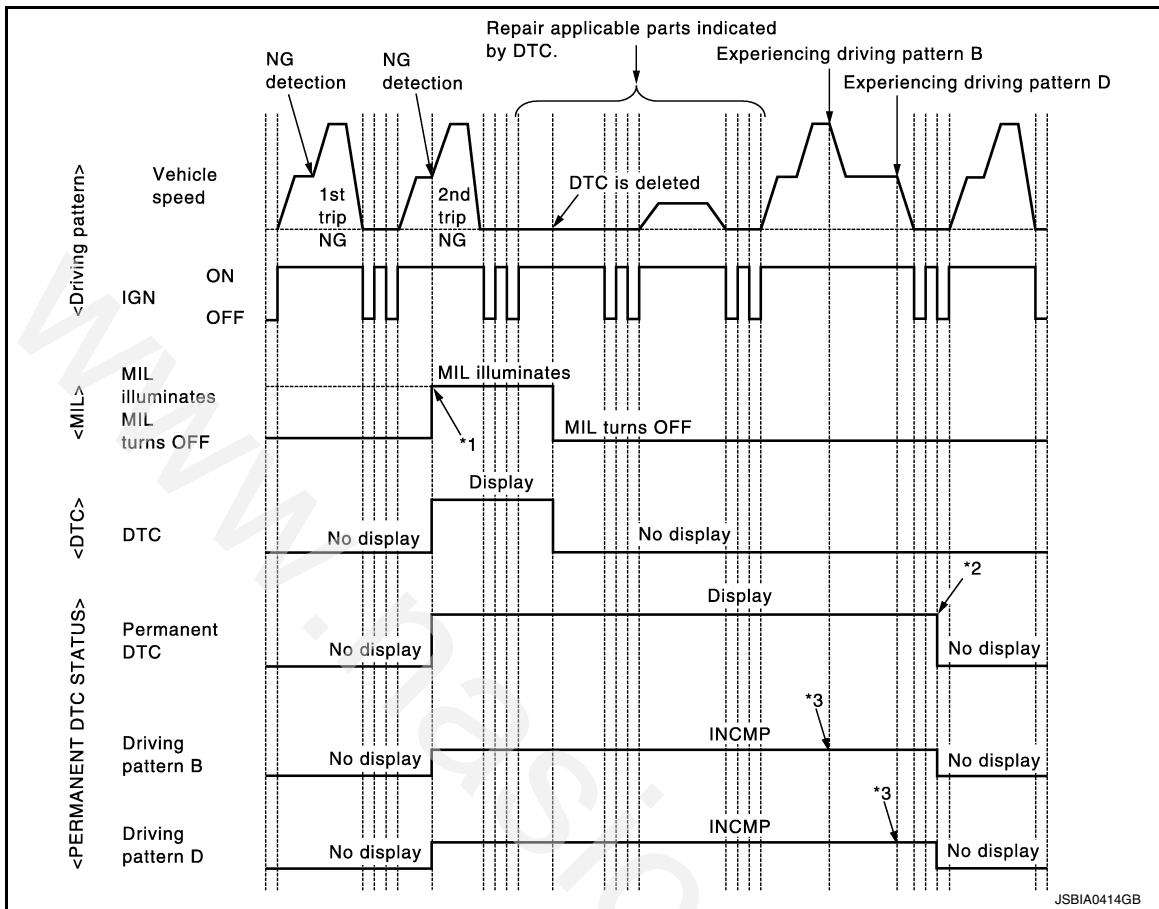 Repair applicable parts indicated
by DTC.
Experiencing driving pattern B
NG
detection
NG
detection
Experiencing driving pattern D
<Driving pattern>
Vehicle
speed
1st
trip
NG
2nd
trip
NG
DTC is deleted
IGN
ON
OFF
<MIL>
MIL
illuminates
MIL
turns OFF
MIL illuminates
*1
MIL turns OFF
<DTC>
DTC
No display
Display
No display
<PERMANENT DTC STATUS>
Permanent
DTC
No display
Display
*2
No display
Driving
pattern B
No display
INCMP
*3
No display
Driving
pattern D
No display
INCMP
*3
No display
JSBIA0414GB
www.nasic